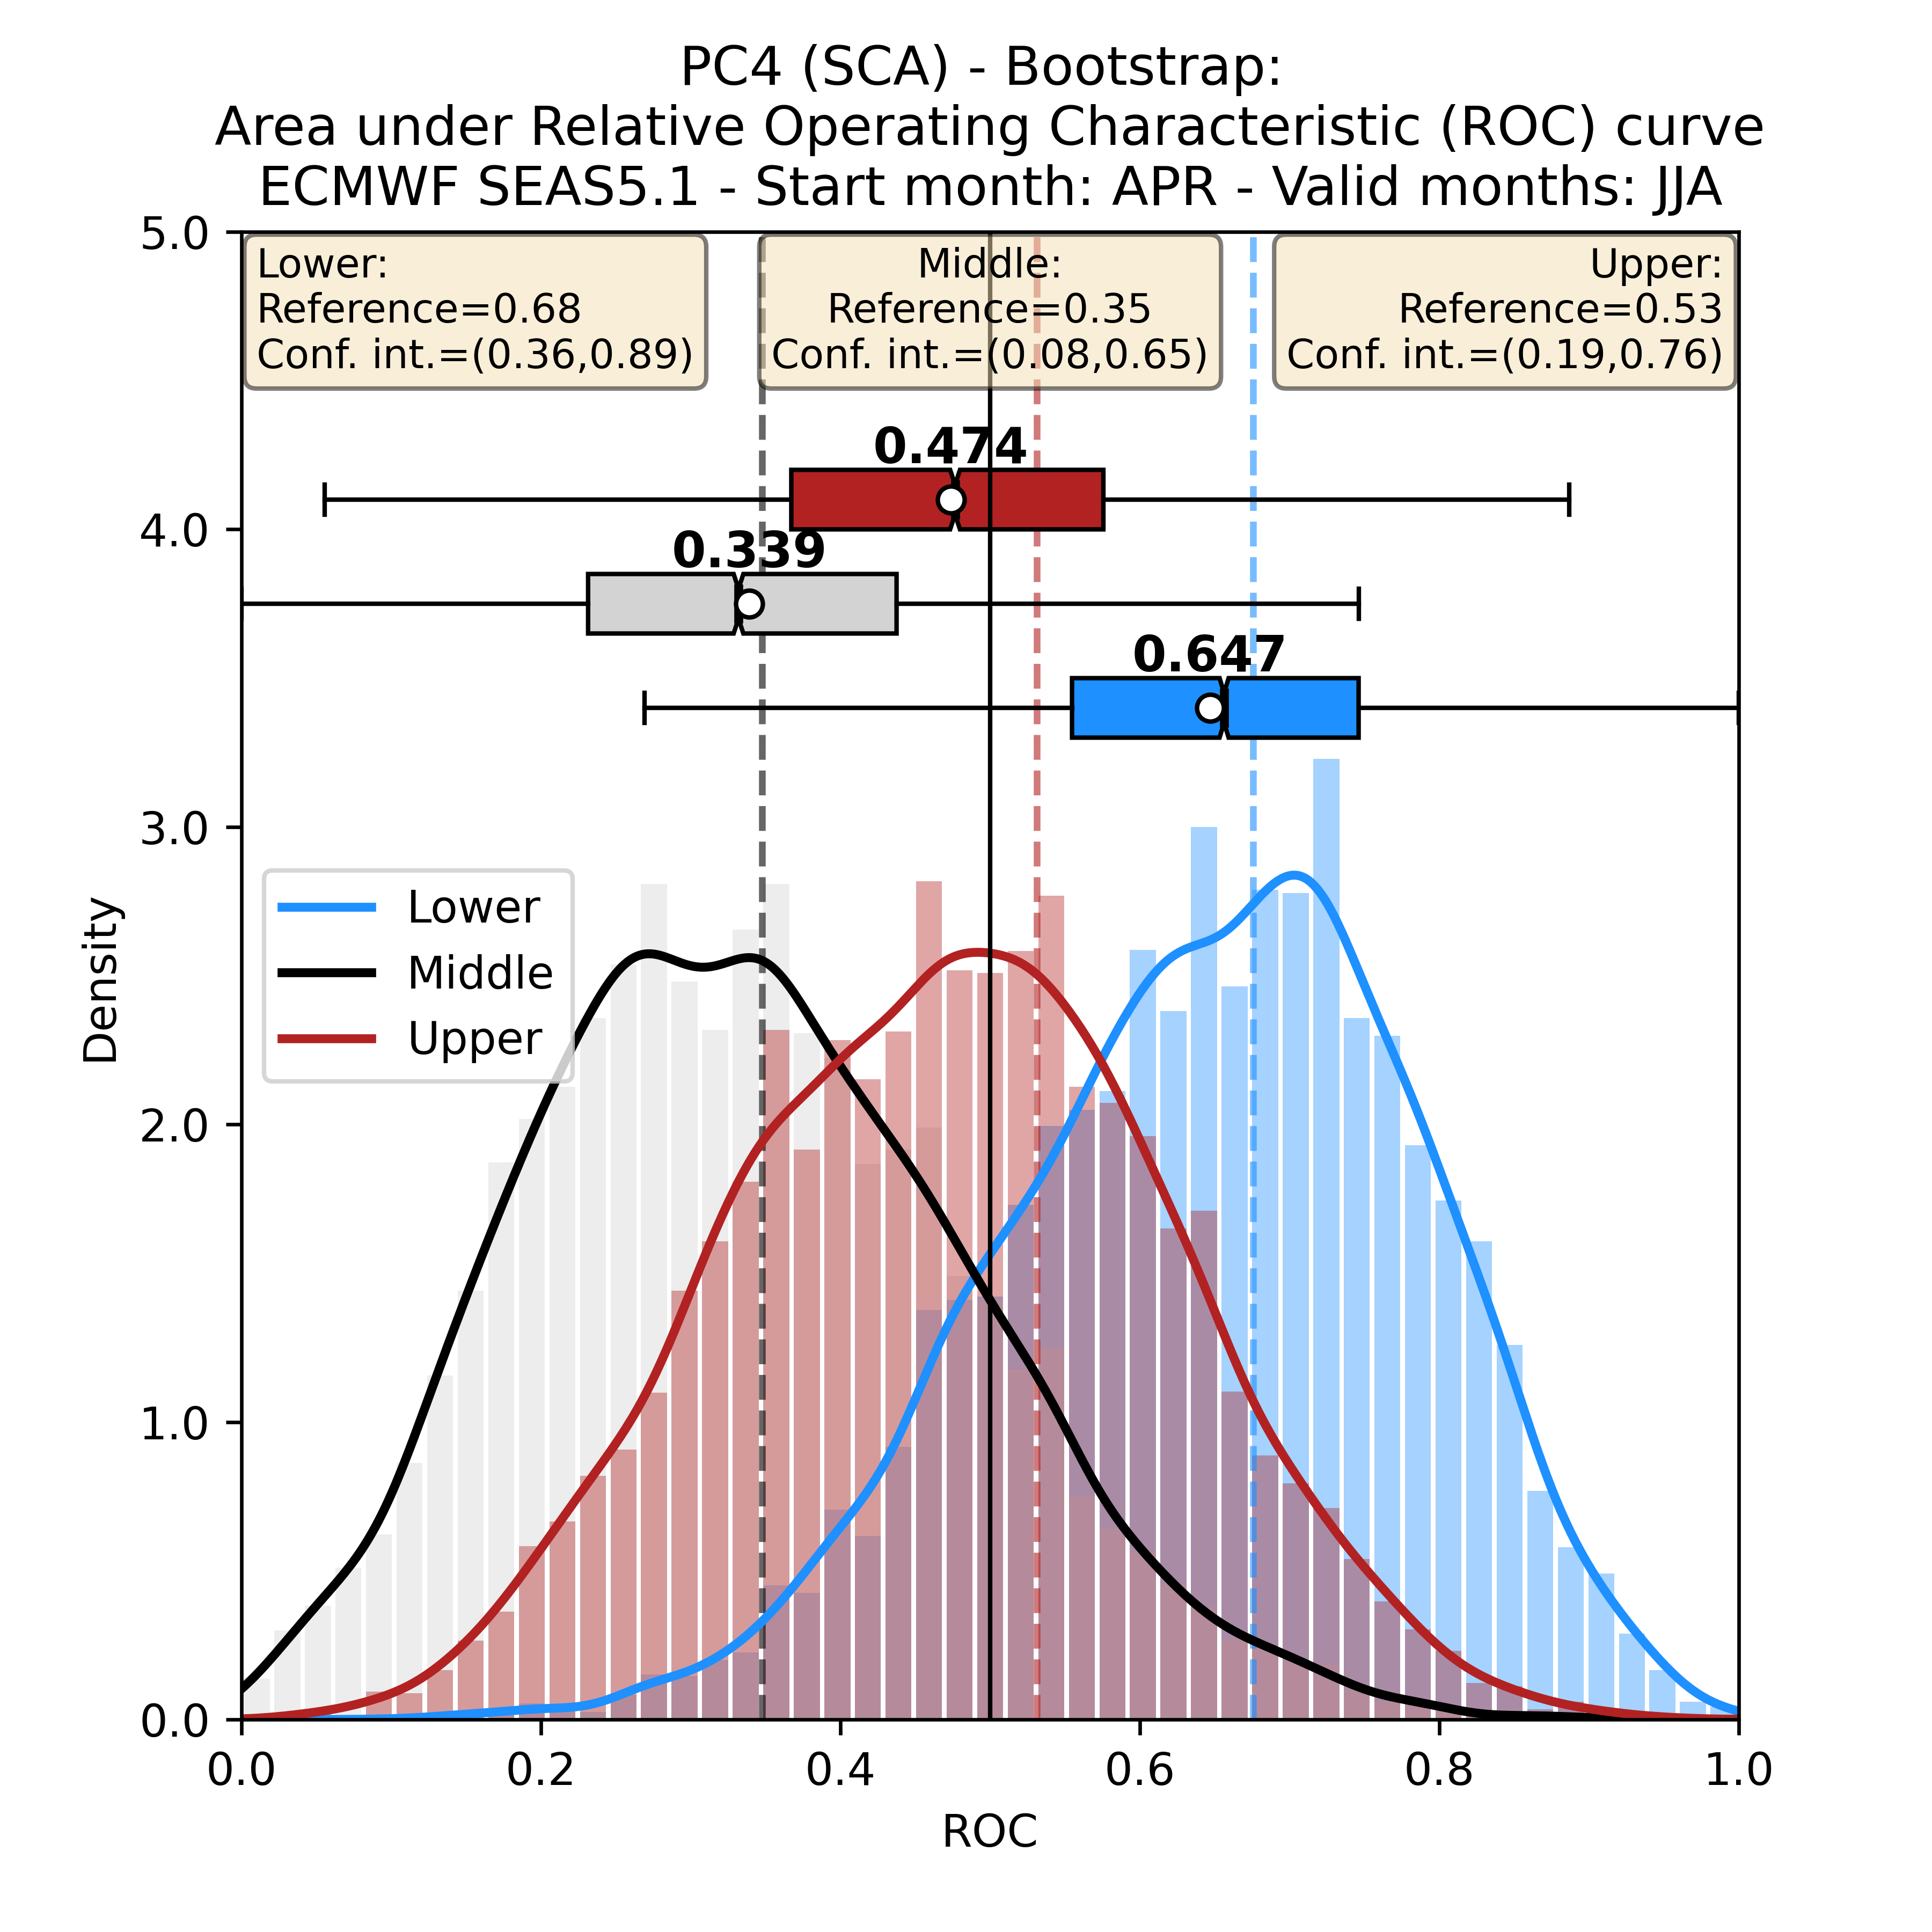 PC4 (SCA) - Bootstrap:
Area under Relative Operating Characteristic (ROC) curve
ECMWF SEAS5.1 - Start month: APR - Valid months: JJA
5.0
Lower:
Reference=0.68
Conf. int.=(0.36,0.89)
Middle:
Reference=0.35
Conf. int.=(0.08,0.65)
Upper:
Reference=0.53
Conf. int.=(0.19,0.76)
0.474
4.0
0.339
0.647
3.0
Lower
Middle
Upper
Density
2.0
1.0
0.0
0.0 0.2 0.4 0.6 0.8 1.0
ROC